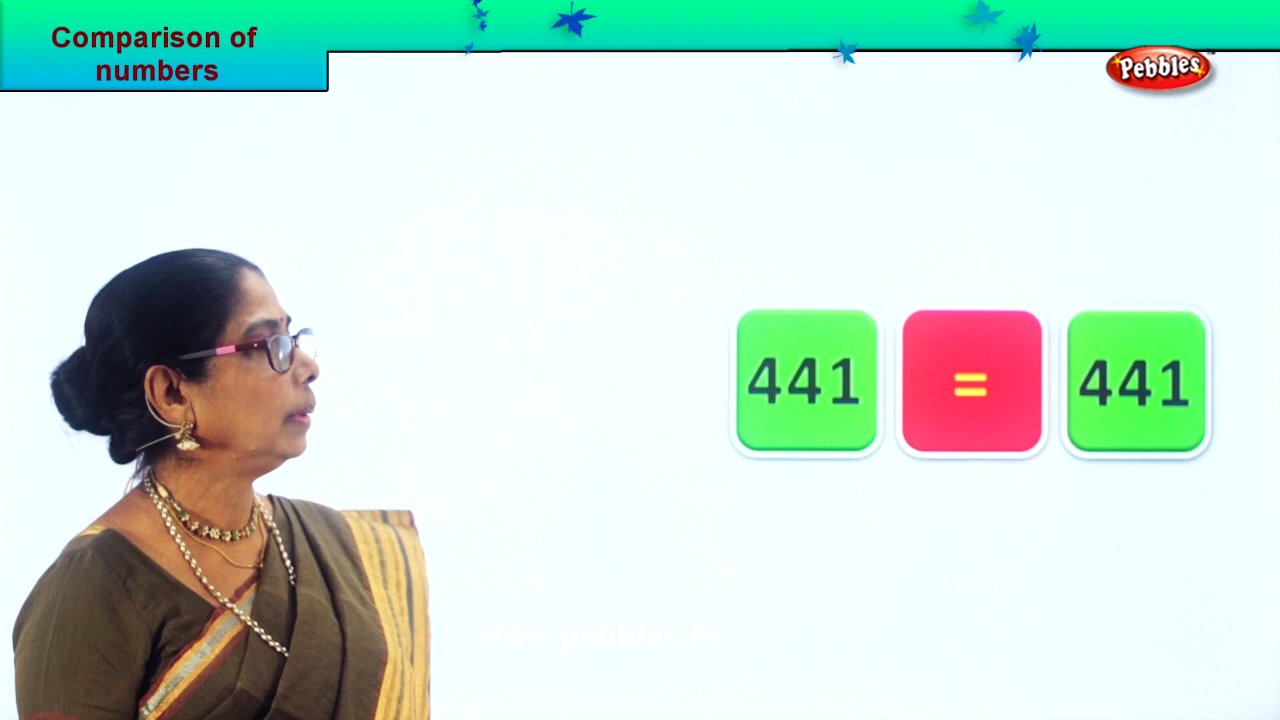 Comparison of
numbers
Pebbles
441 = 441
www.pebbles.in